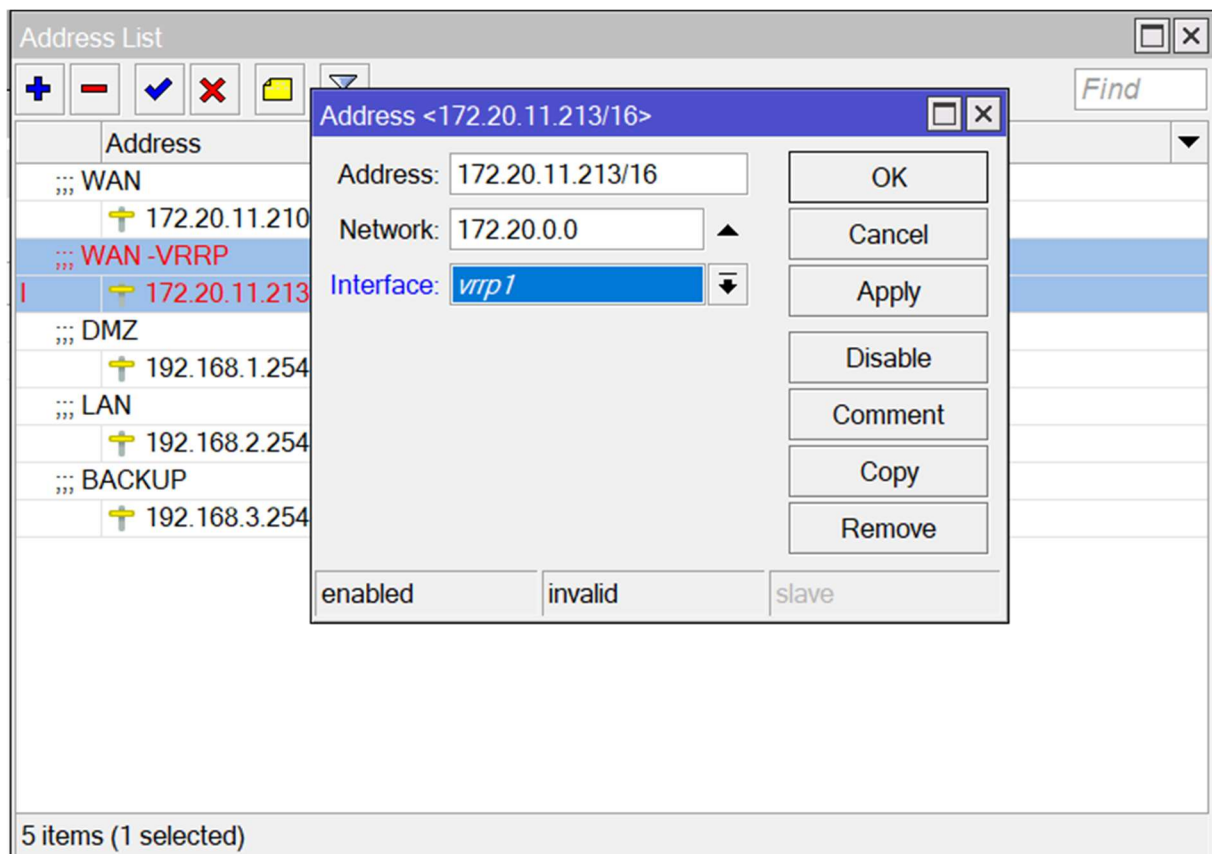 Address List
Find
Address
;;; WAN
172.20.11.210
;;; WAN -VRRP
I 172.20.11.213
;;; DMZ
192.168.1.254
;;; LAN
192.168.2.254
;;; BACKUP
192.168.3.254
5 items (1 selected)
Address <172.20.11.213/16>
Address: 172.20.11.213/16
Network: 172.20.0.0
Interface: vrrp1
OK
Cancel
Apply
Disable
Comment
Copy
Remove
enabled invalid slave